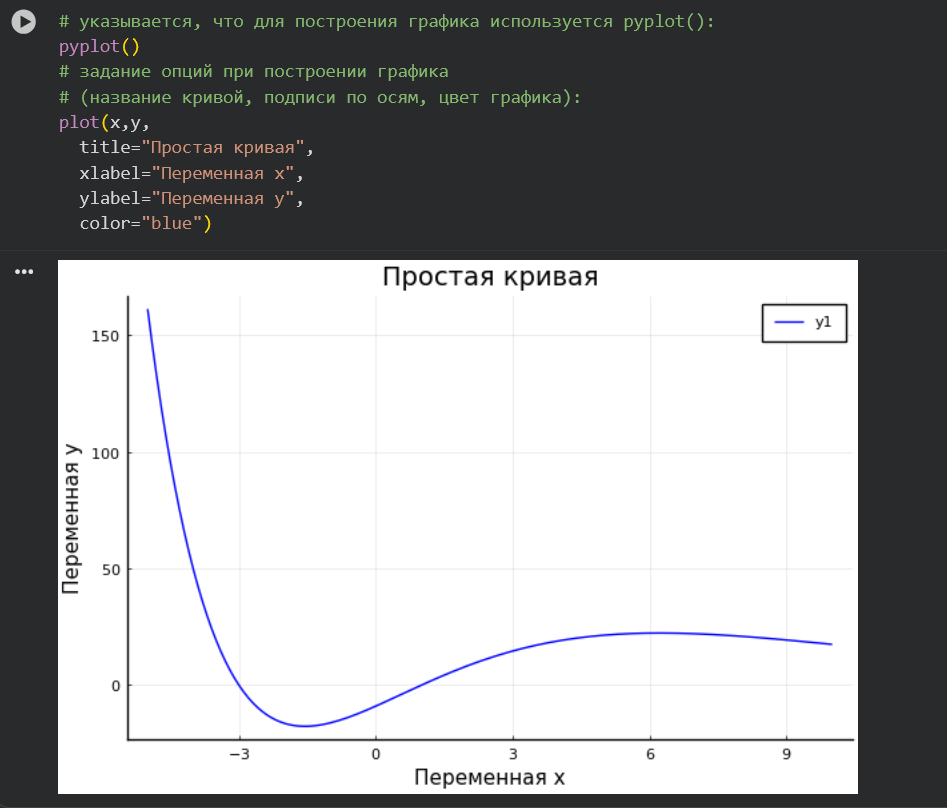 # указывается, что для построения графика используется pyplot():
pyplot()
# задание опций при построении графика
# (название кривой, подписи по осям, цвет графика):
plot(x,y,
  title="Простая кривая",
  xlabel="Переменная x",
  ylabel="Переменная y",
  color="blue")
Простая кривая
y1
150
100
50
0
Переменная y
−3
0
3
6
9
Переменная x